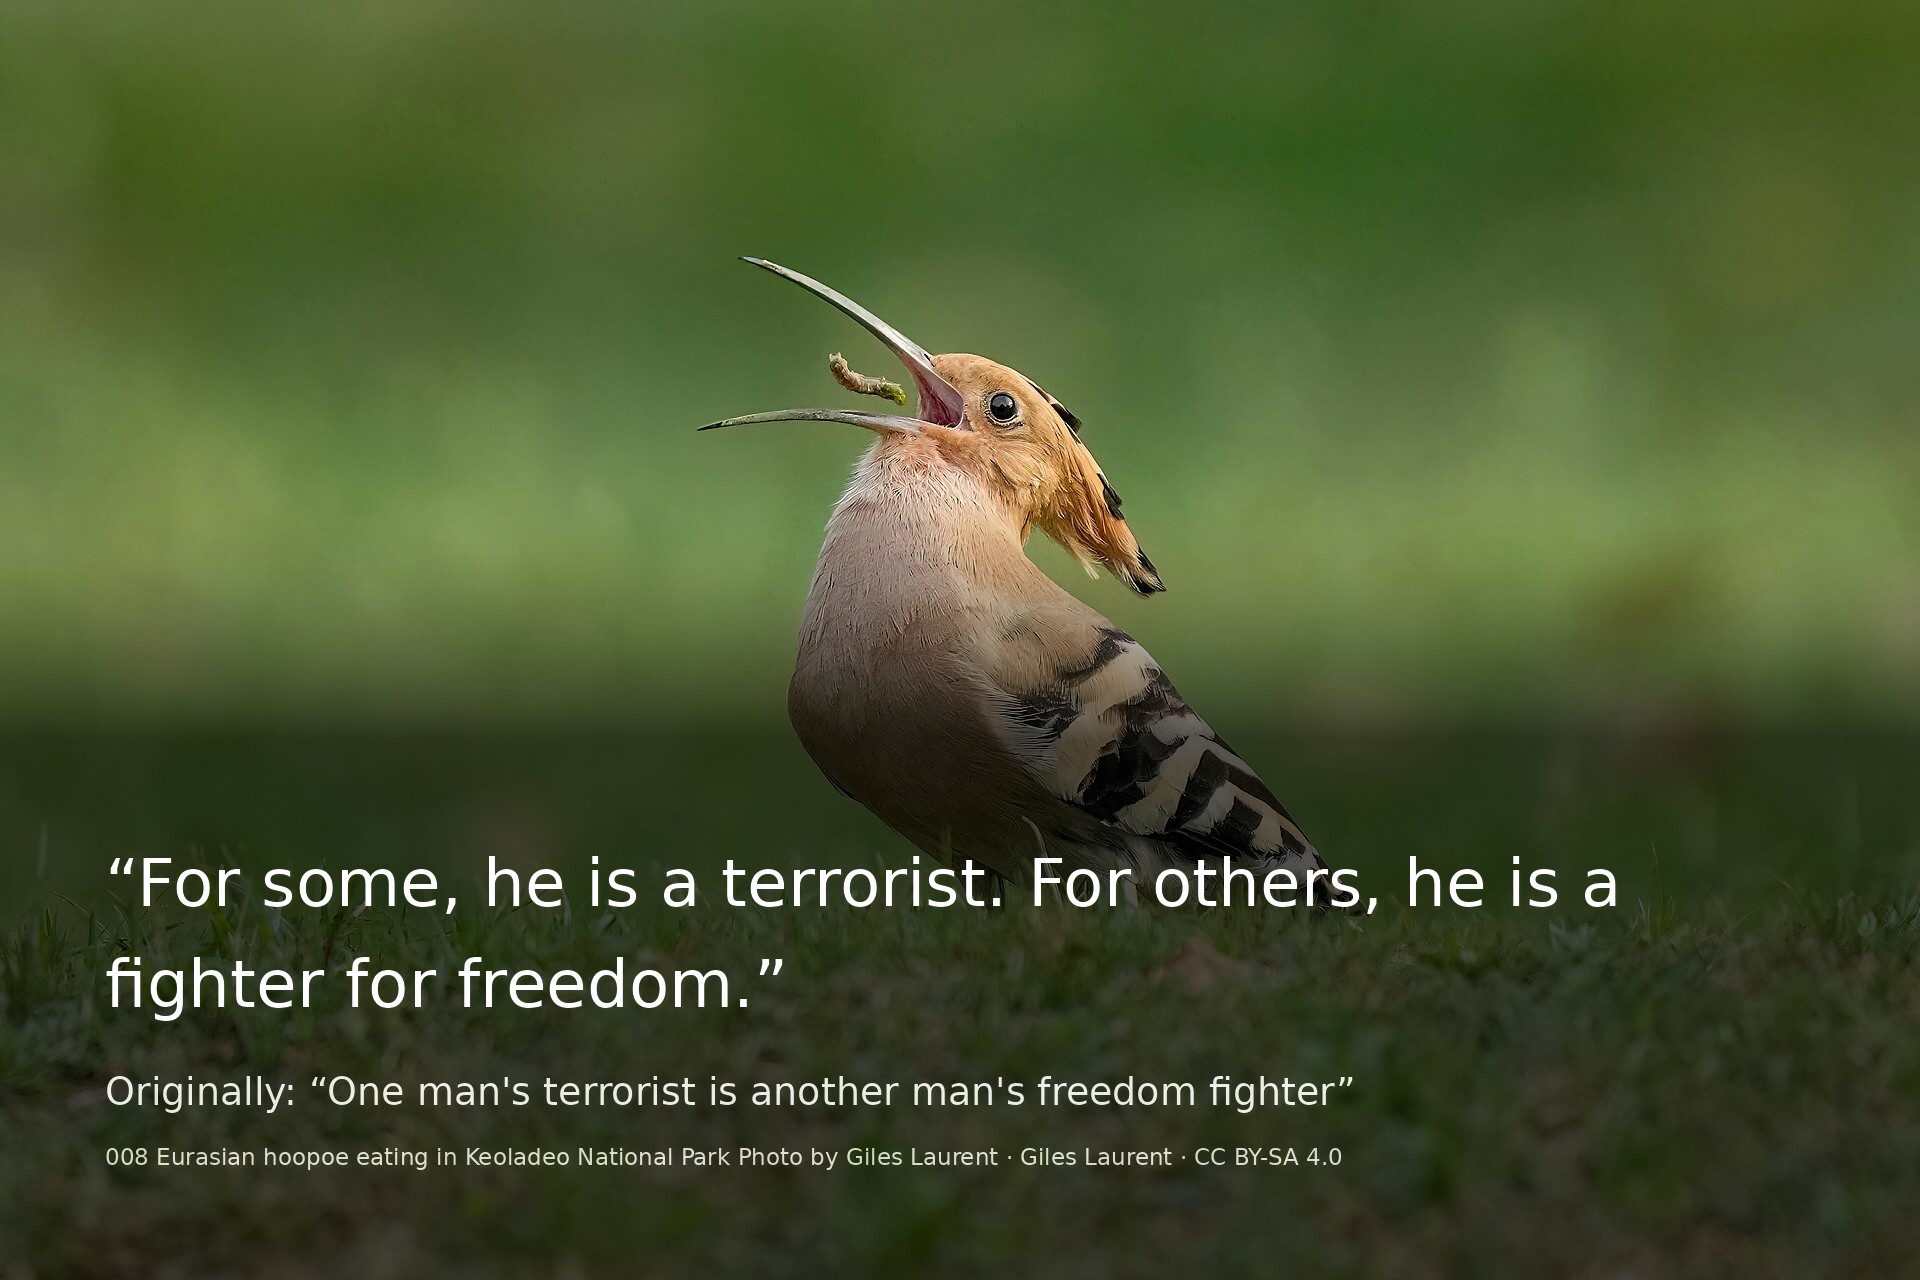 “For some, he is a terrorist. For others, he is a
fighter for freedom.”
Originally: “One man's terrorist is another man's freedom fighter”
008 Eurasian hoopoe eating in Keoladeo National Park Photo by Giles Laurent · Giles Laurent · CC BY-SA 4.0